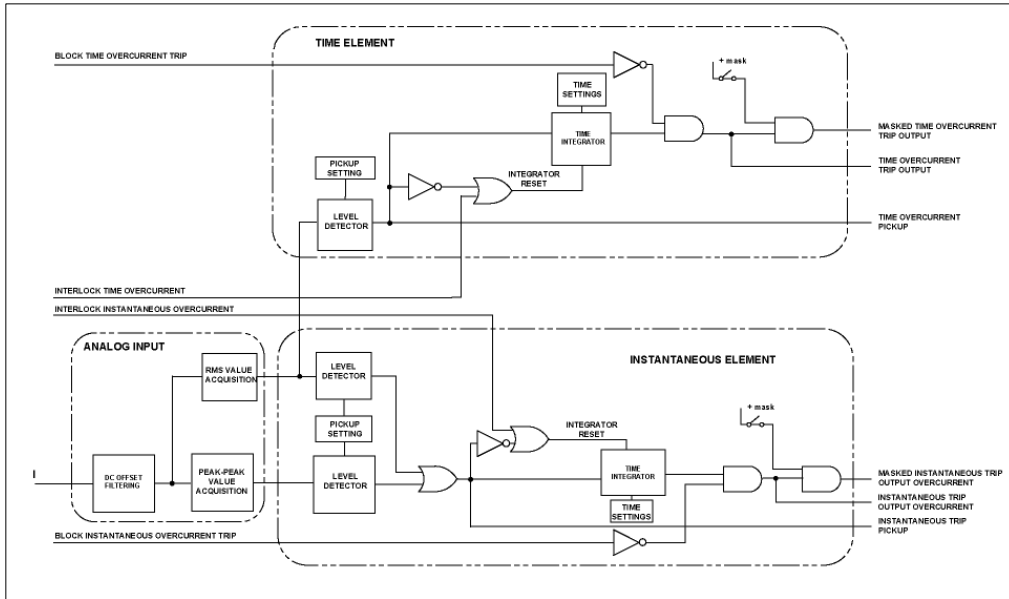 TIME ELEMENT
BLOCK TIME OVERCURRENT TRIP
+ mask
TIME
SETTINGS
MASKED TIME OVERCURRENT
TRIP OUTPUT
TIME
INTEGRATOR
PICKUP
SETTING
TIME OVERCURRENT
TRIP OUTPUT
INTEGRATOR
RESET
LEVEL
DETECTOR
TIME OVERCURRENT
PICKUP
INTERLOCK TIME OVERCURRENT
INTERLOCK INSTANTANEOUS OVERCURRENT
ANALOG INPUT
INSTANTANEOUS ELEMENT
RMS VALUE
ACQUISITION
LEVEL
DETECTOR
+ mask
PICKUP
SETTING
INTEGRATOR
RESET
I
DC OFFSET
FILTERING
PEAK-PEAK
VALUE
ACQUISITION
LEVEL
DETECTOR
TIME
INTEGRATOR
MASKED INSTANTANEOUS TRIP
OUTPUT OVERCURRENT
INSTANTANEOUS TRIP
OUTPUT OVERCURRENT
TIME
SETTINGS
INSTANTANEOUS TRIP
PICKUP
BLOCK INSTANTANEOUS OVERCURRENT TRIP